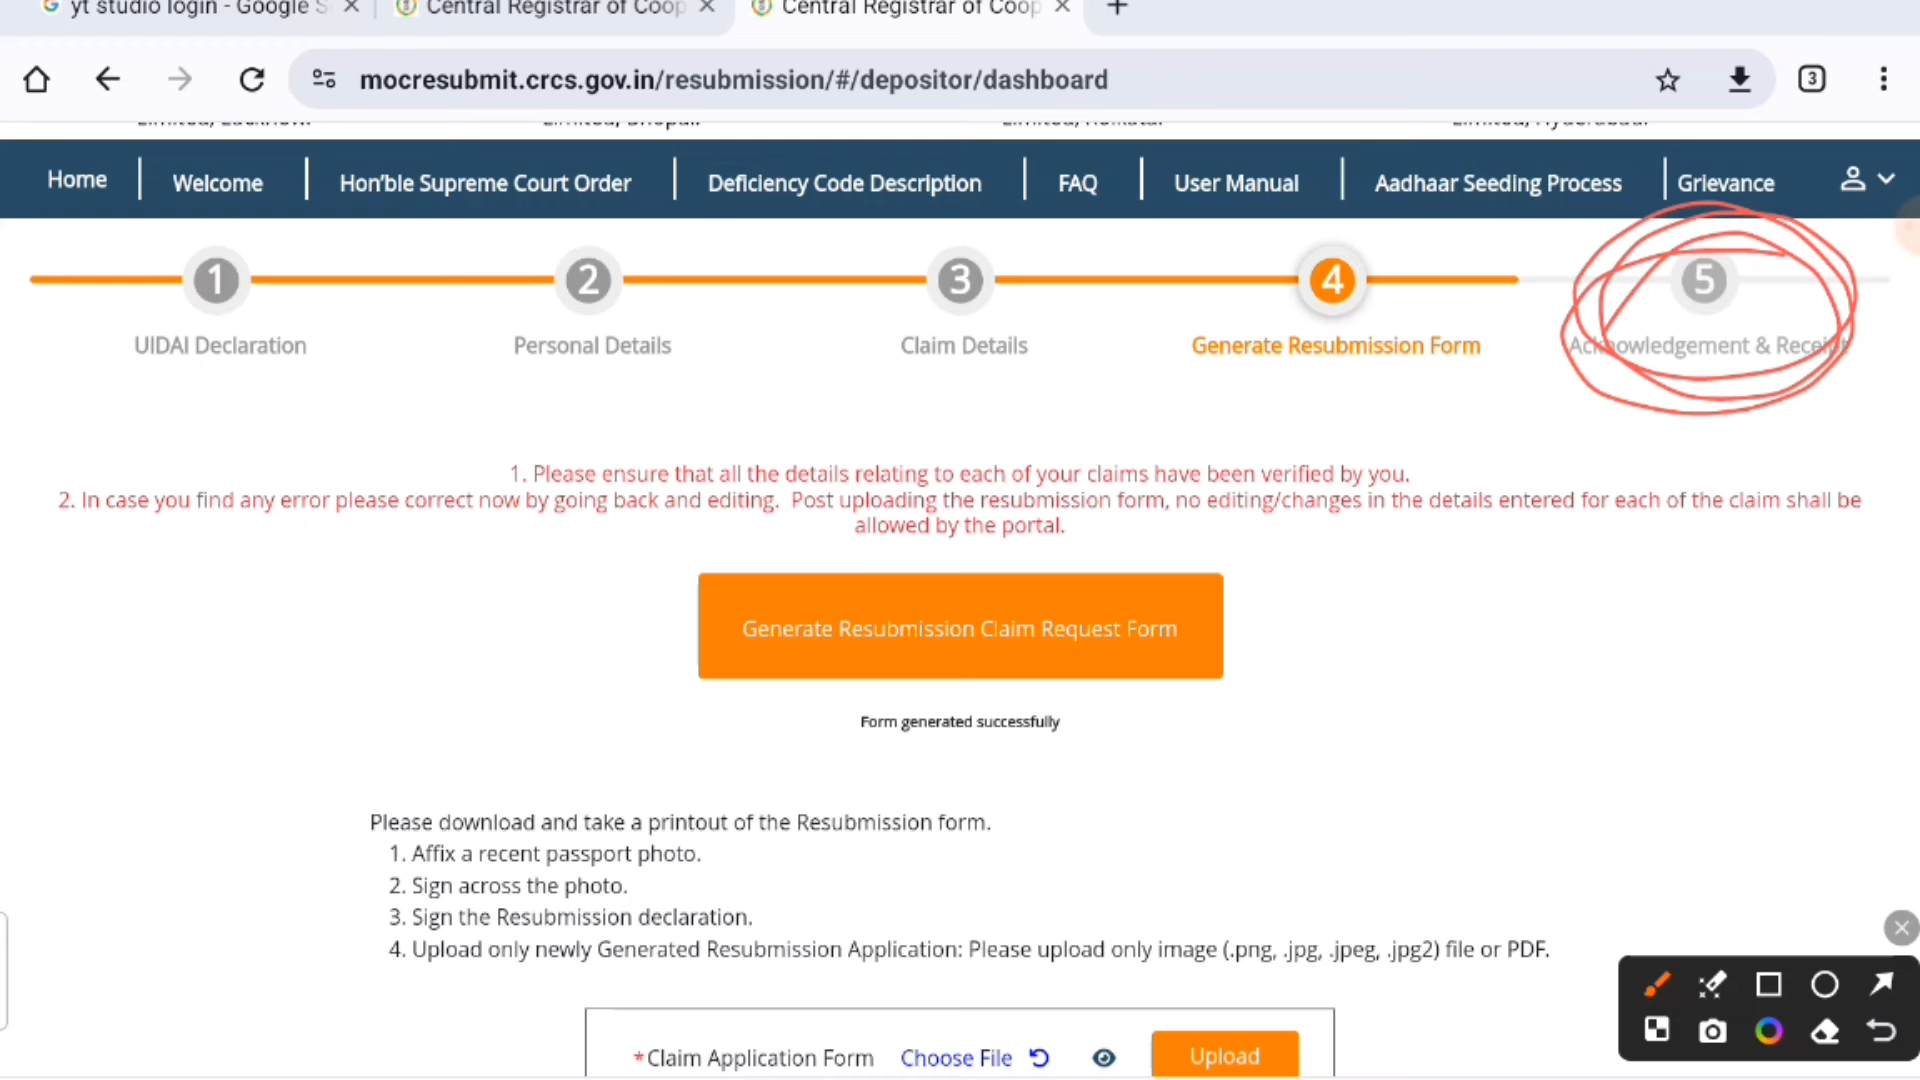 yt studio login - Google S
Central Registrar of Coop
Central Registrar of Coop
mocresubmit.crcs.gov.in/resubmission/#/depositor/dashboard
3
Home
Welcome
Hon'ble Supreme Court Order
Deficiency Code Description
FAQ
User Manual
Aadhaar Seeding Process
Grievance
1
2
3
4
5
UIDAI Declaration
Personal Details
Claim Details
Generate Resubmission Form
Acknowledgement & Receipt
1. Please ensure that all the details relating to each of your claims have been verified by you.
2. In case you find any error please correct now by going back and editing. Post uploading the resubmission form, no editing/changes in the details entered for each of the claim shall be
allowed by the portal.
Generate Resubmission Claim Request Form
Form generated successfully
Please download and take a printout of the Resubmission form.
1. Affix a recent passport photo.
2. Sign across the photo.
3. Sign the Resubmission declaration.
4. Upload only newly Generated Resubmission Application: Please upload only image (.png, .jpg, .jpeg, .jpg2) file or PDF.
*Claim Application Form Choose File Upload